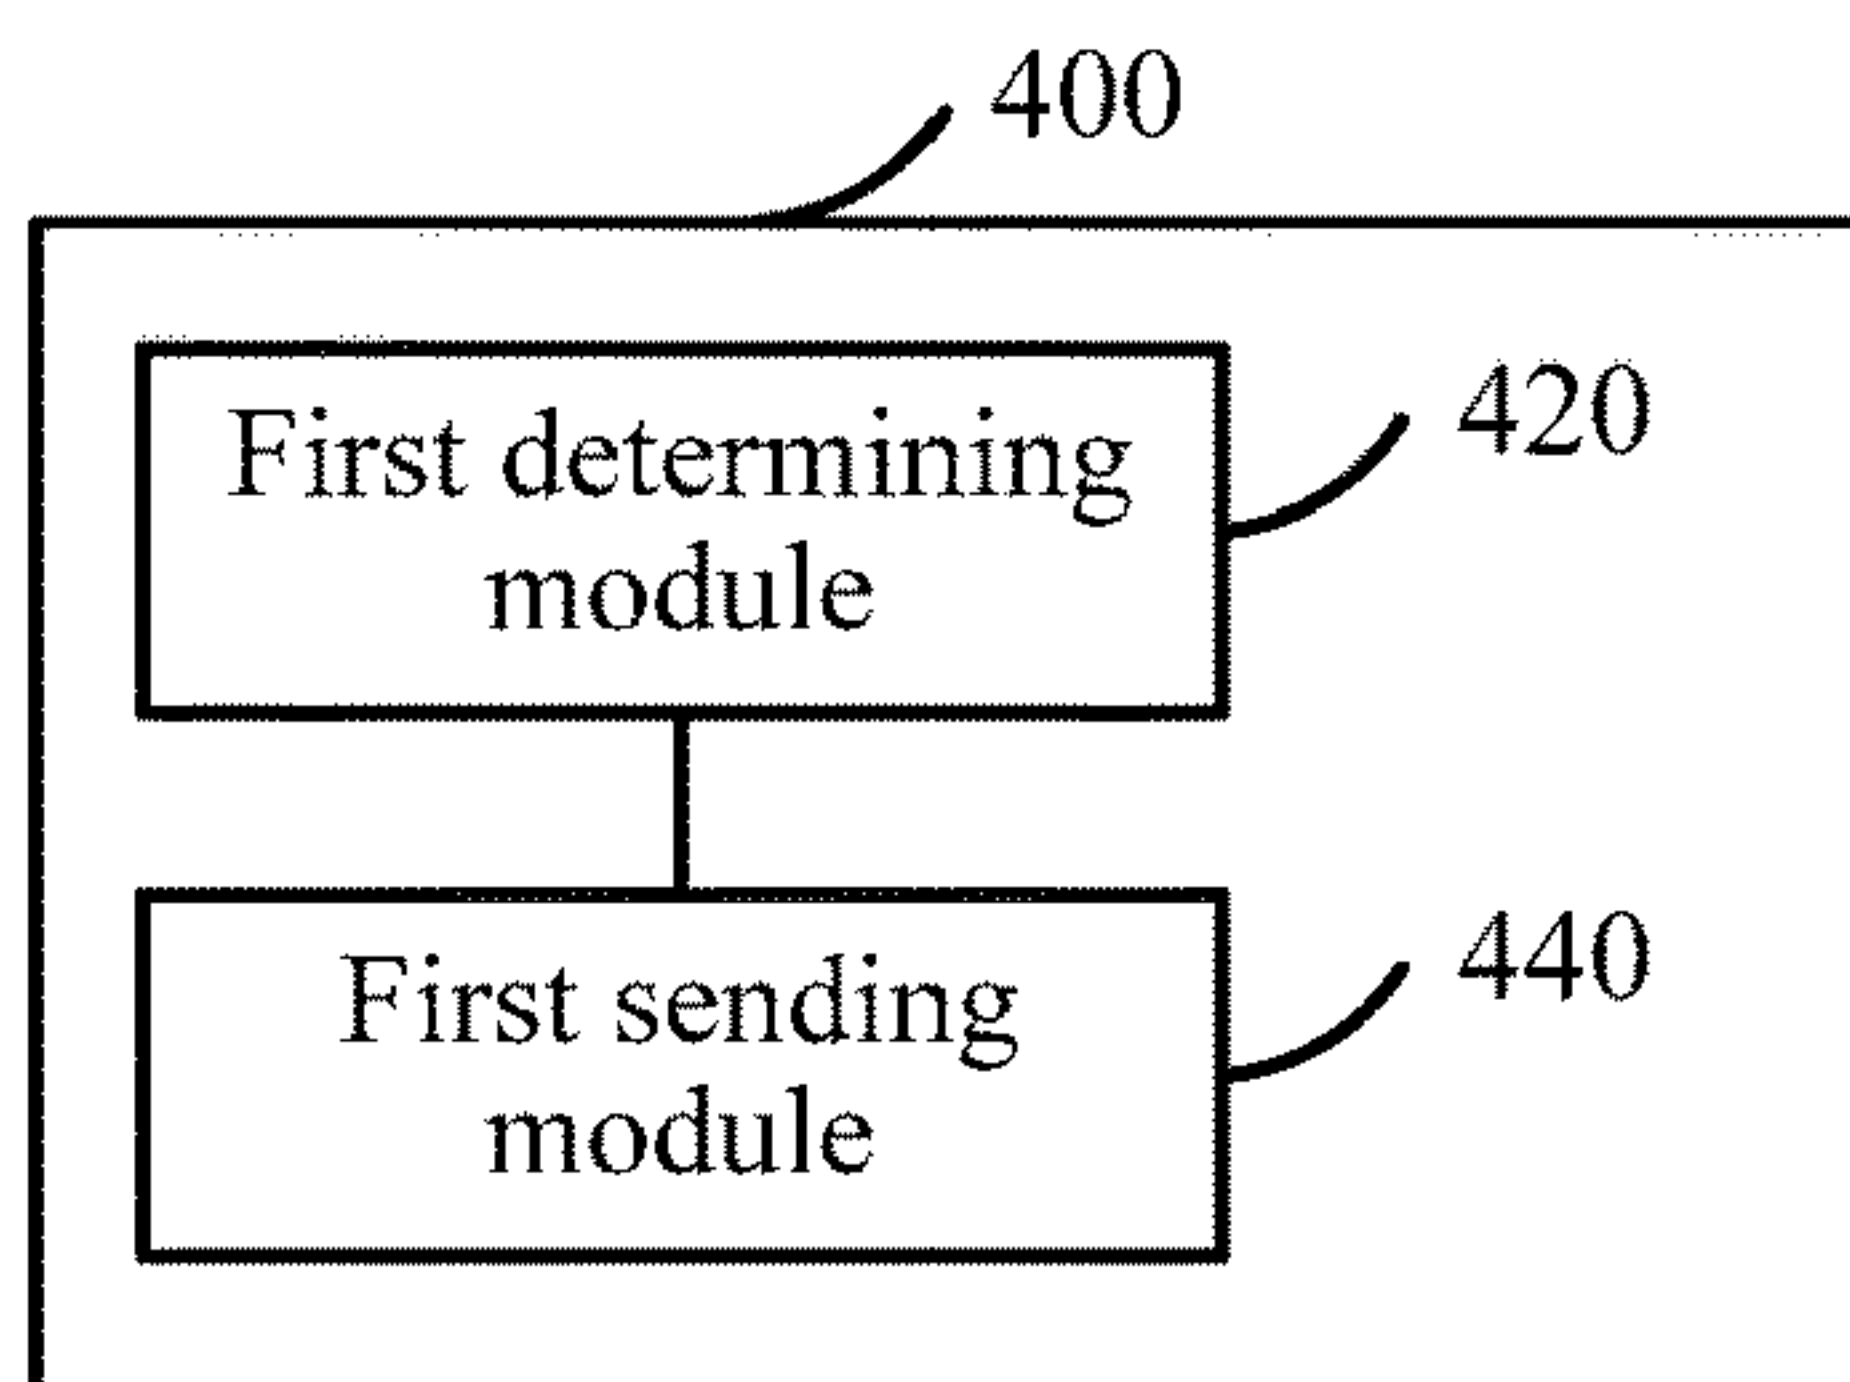 400
First determining
module
420
First sending
module
440